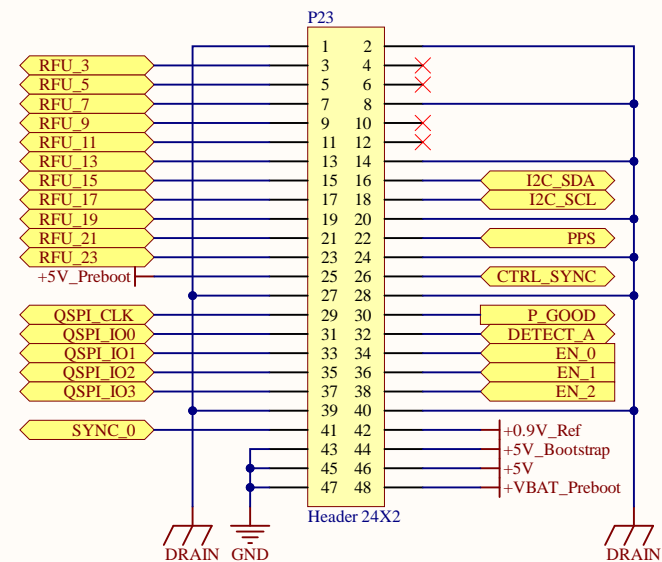 P23
1 2
RFU_3 3 4
RFU_5 5 6
RFU_7 7 8
RFU_9 9 10
RFU_11 11 12
RFU_13 13 14
RFU_15 15 16 I2C_SDA
RFU_17 17 18 I2C_SCL
RFU_19 19 20
RFU_21 21 22 PPS
RFU_23 23 24
+5V_Preboot 25 26 CTRL_SYNC
27 28
QSPI_CLK 29 30 P_GOOD
QSPI_IO0 31 32 DETECT_A
QSPI_IO1 33 34 EN_0
QSPI_IO2 35 36 EN_1
QSPI_IO3 37 38 EN_2
39 40
SYNC_0 41 42 +0.9V_Ref
43 44 +5V_Bootstrap
45 46 +5V
47 48 +VBAT_Preboot
Header 24X2
DRAIN GND DRAIN